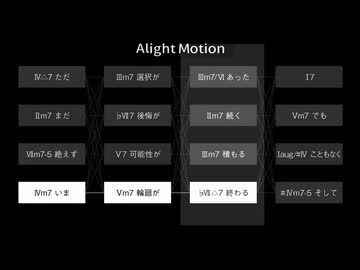 Alight Motion
Ⅳ△7 ただ
Ⅲm7 選択が
Ⅲm7/Ⅵ あった
Ⅰ7
Ⅱm7 まだ
♭Ⅶ7 後悔が
Ⅱm7 続く
Ⅴm7 でも
Ⅶm7-5 絶えず
Ⅴ7 可能性が
Ⅲm7 積もる
Ⅰaug/#Ⅳ こともなく
Ⅳm7 いま
Ⅴm7 輪廻が
♭Ⅶ△7 終わる
#Ⅳm7-5 そして